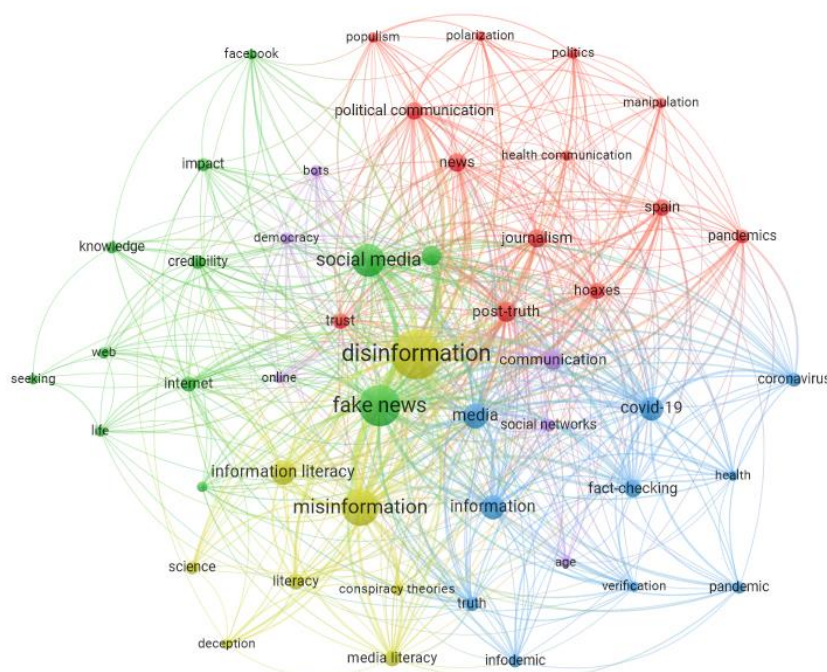 populism
polarization
facebook
politics
manipulation
political communication
news
health communication
impact
bots
spain
democracy
journalism
pandemics
knowledge
credibility
social media
hoaxes
trust
post-truth
disinformation
web
communication
seeking
internet
online
coronavirus
fake news
media
covid-19
social networks
life
information literacy
health
fact-checking
misinformation
information
science
age
literacy
conspiracy theories
verification
pandemic
truth
deception
media literacy
infodemic